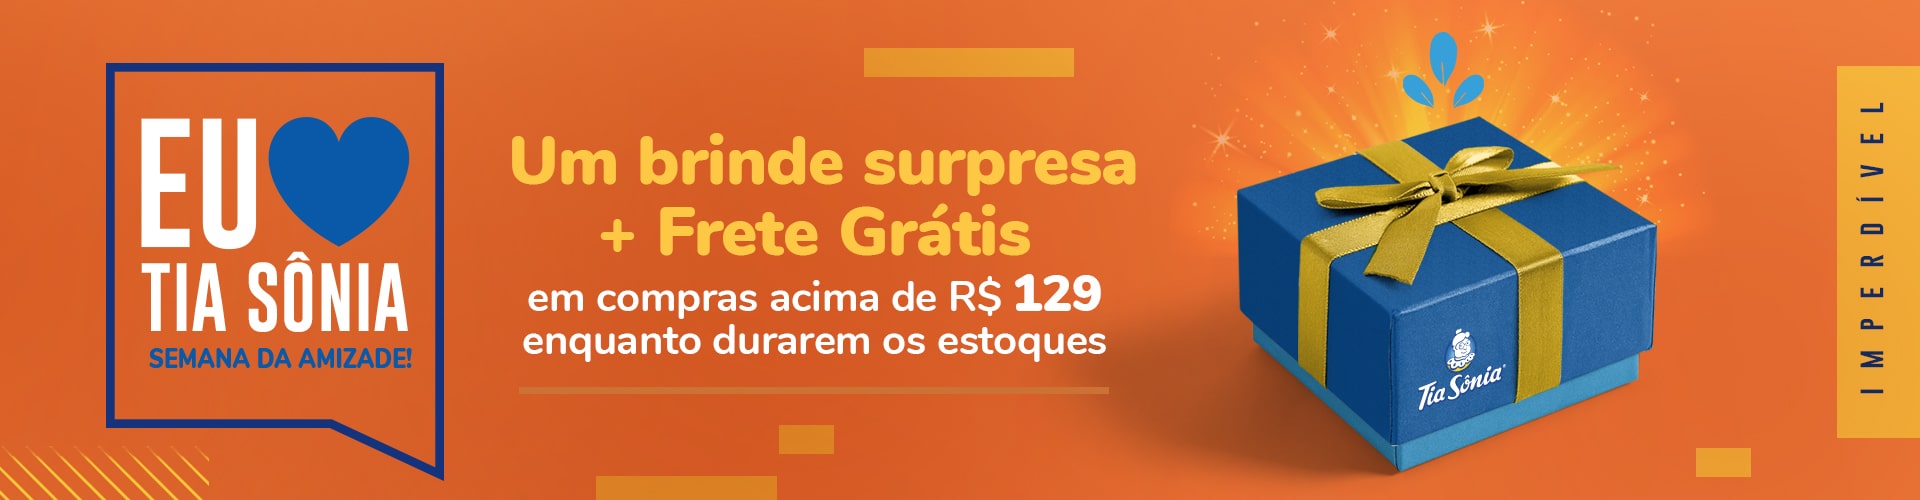 EU
TIA SÔNIA
SEMANA DA AMIZADE!
Um brinde surpresa
+ Frete Grátis
em compras acima de R$ 129
enquanto durarem os estoques
Tia Sônia
IMPERDÍVEL